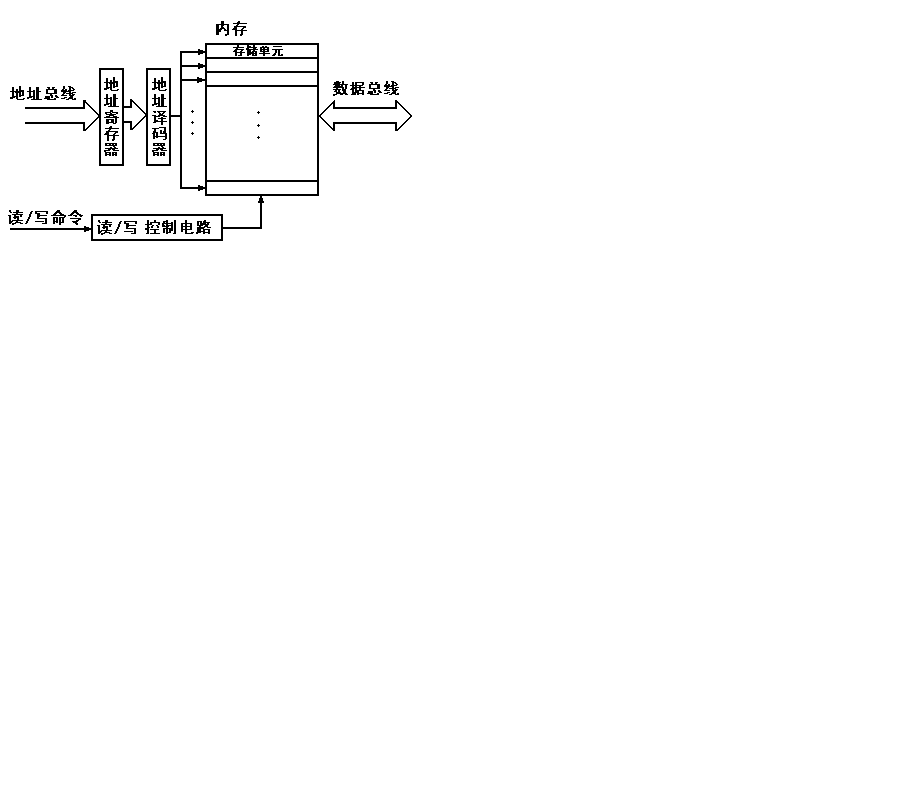 内存
存储单元
地址总线
地址寄存器
地址译码器
数据总线
读/写命令
读/写 控制电路